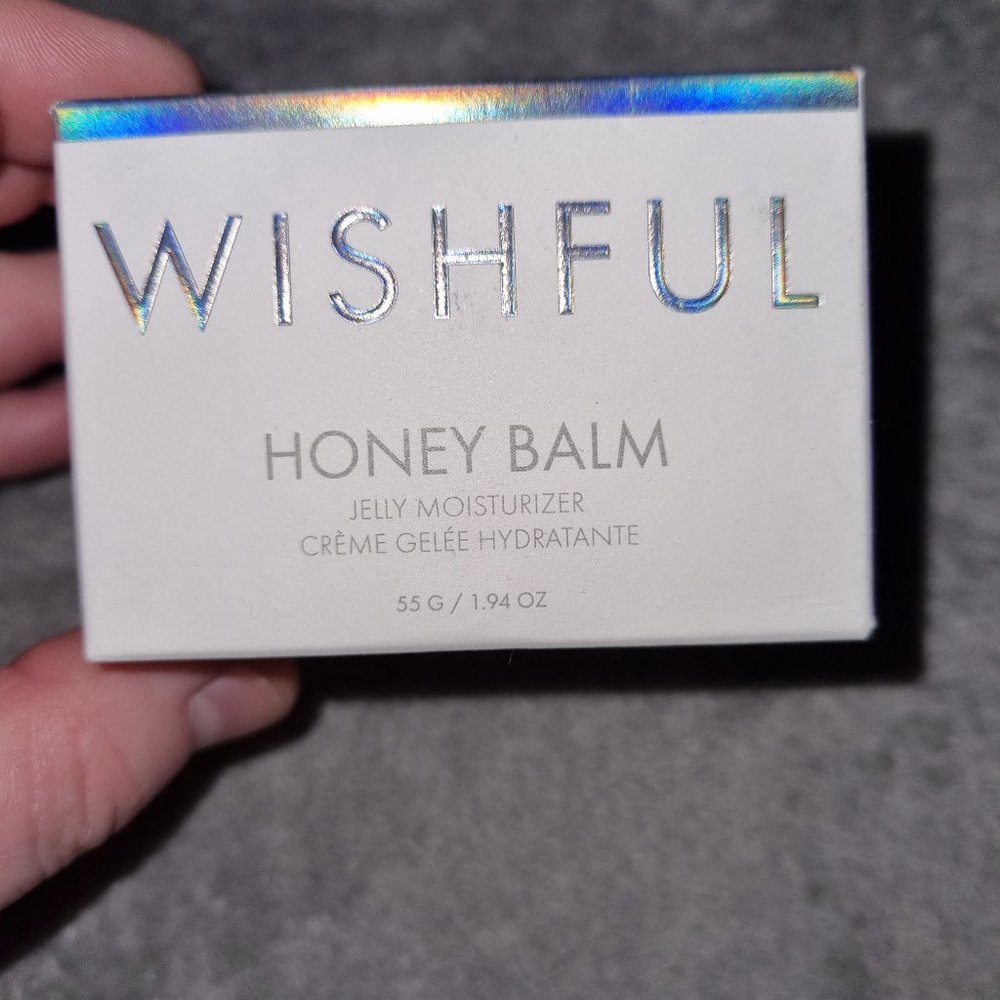 WISHFUL
HONEY BALM
JELLY MOISTURIZER
CRÈME GELÉE HYDRATANTE
55 G / 1.94 OZ